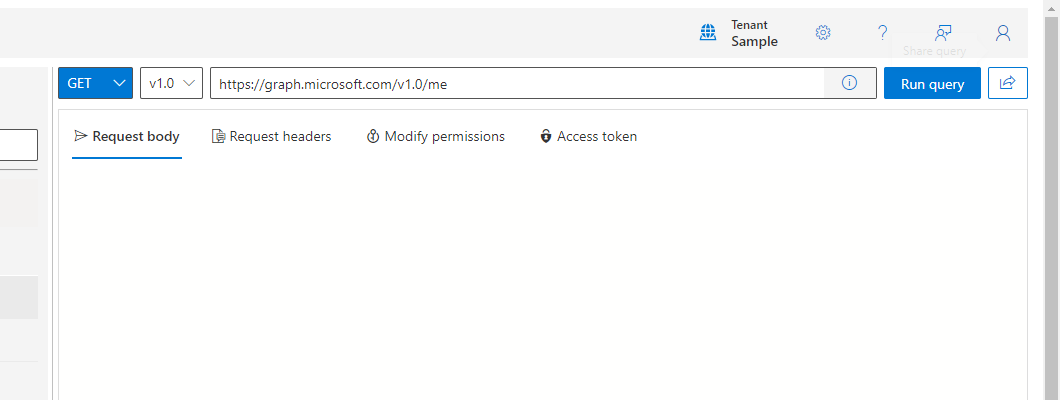 Tenant
Sample
?
Share query
GET
v1.0
https://graph.microsoft.com/v1.0/me
Run query
Request body
Request headers
Modify permissions
Access token